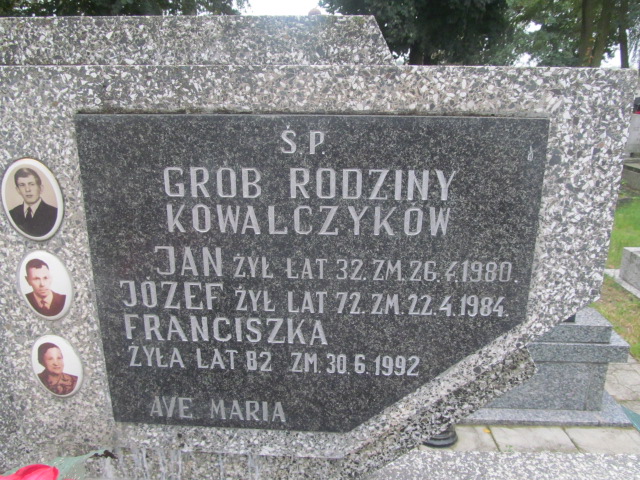 Ś.P.
GRÓB RODZINY
KOWALCZYKÓW
JAN ŻYŁ LAT 32. ZM. 26.7.1980.
JÓZEF ŻYŁ LAT 72. ZM. 22.4.1984.
FRANCISZKA
ŻYŁA LAT 82 ZM. 30.6.1992
AVE MARIA